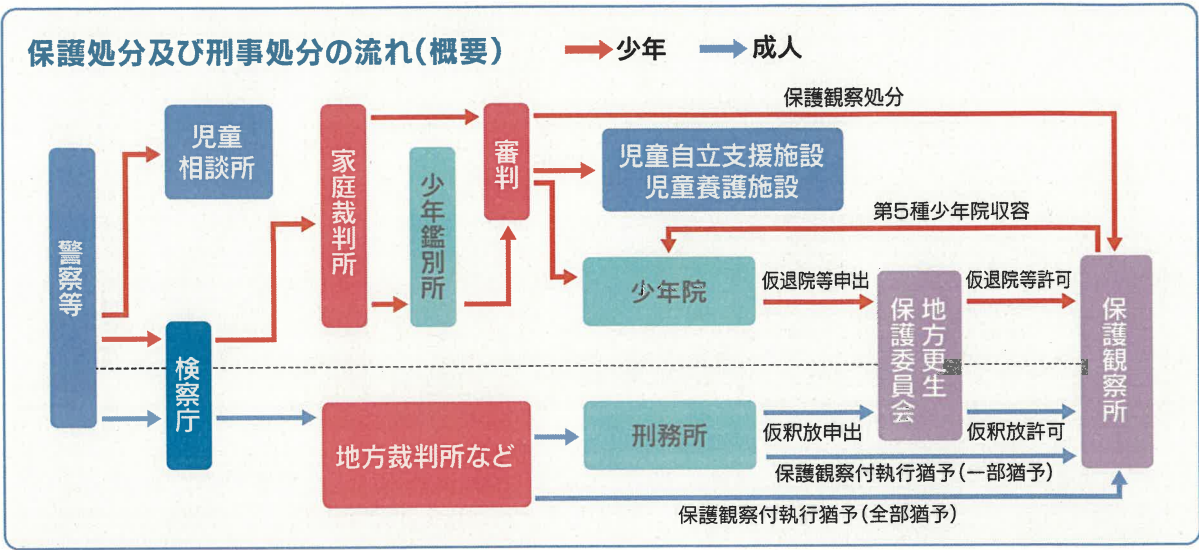 保護処分及び刑事処分の流れ(概要)
少年
成人
保護観察処分
警察等
児童
相談所
検察庁
家庭裁判所
少年鑑別所
審判
児童自立支援施設
児童養護施設
第5種少年院収容
少年院
仮退院等申出
地方更生
保護委員会
仮退院等許可
保護観察所
地方裁判所など
刑務所
仮釈放申出
仮釈放許可
保護観察付執行猶予(一部猶予)
保護観察付執行猶予(全部猶予)